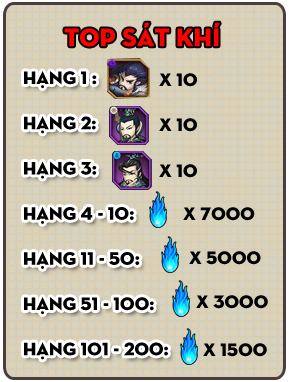 TOP SÁT KHÍ
HẠNG 1 : X 10
HẠNG 2: X 10
HẠNG 3: X 10
HẠNG 4 - 10: X 7000
HẠNG 11 - 50: X 5000
HẠNG 51 - 100: X 3000
HẠNG 101 - 200: X 1500